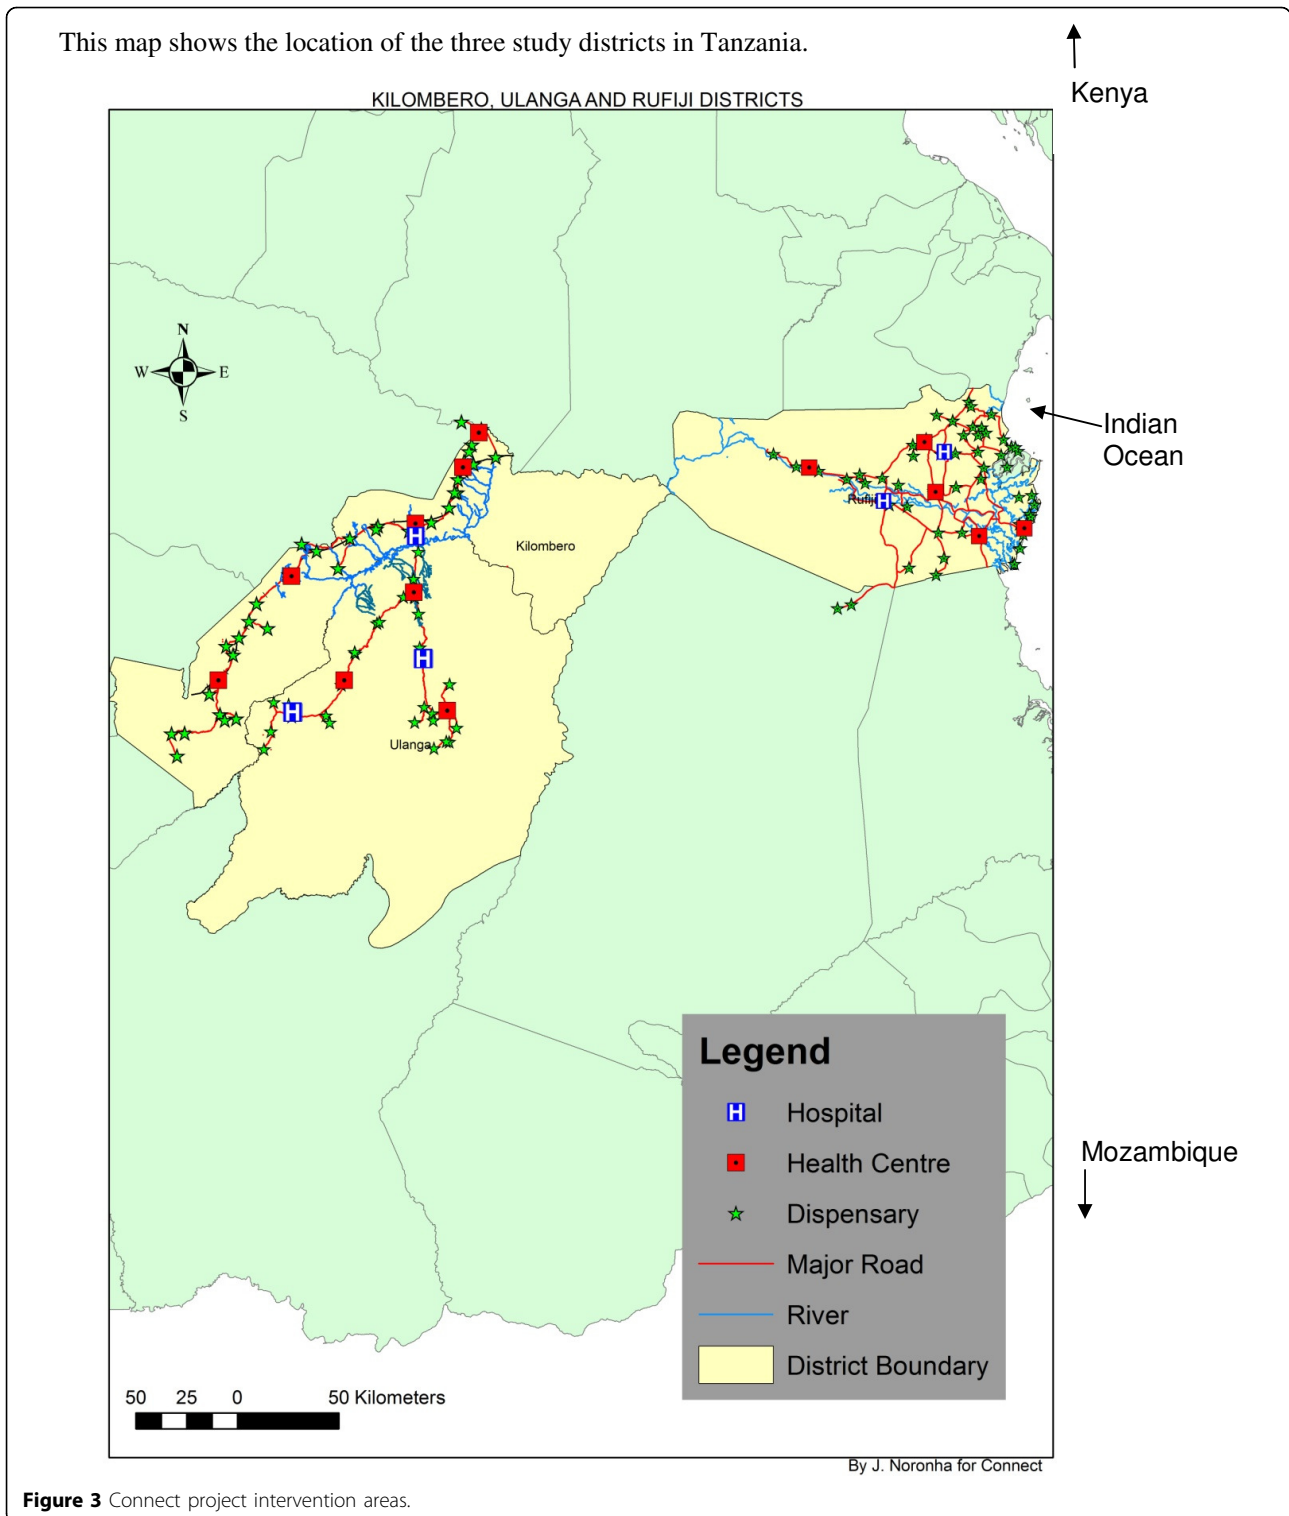 This map shows the location of the three study districts in Tanzania.
Kenya
KILOMBERO, ULANGA AND RUFIJI DISTRICTS
N
W E
S
Indian
Ocean
Rufiji
H
H
H
H
H
Kilombero
Ulanga
Legend
H Hospital
Health Centre
Dispensary
Major Road
River
District Boundary
Mozambique
50 25 0 50 Kilometers
By J. Noronha for Connect
Figure 3 Connect project intervention areas.